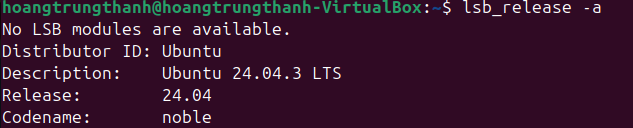 hoangtrungthanh@hoangtrungthanh-VirtualBox:~$ lsb_release -a
No LSB modules are available.
Distributor ID: Ubuntu
Description:    Ubuntu 24.04.3 LTS
Release:        24.04
Codename:       noble